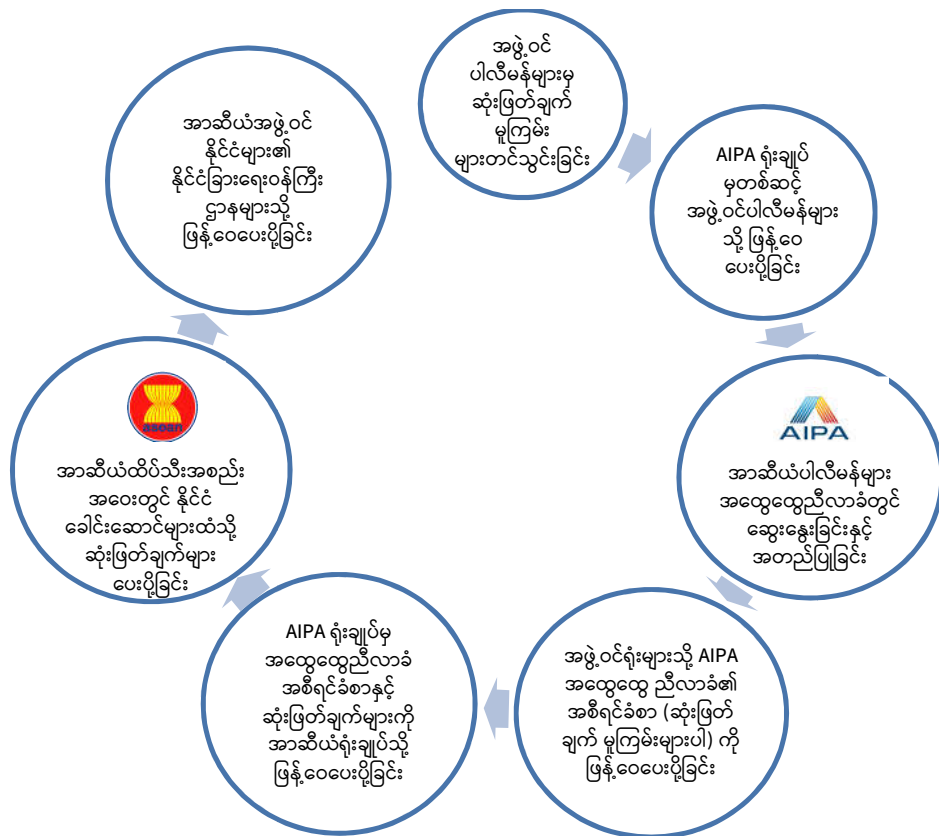 အဖွဲ့ဝင်
ပါလီမန်များမှ
ဆုံးဖြတ်ချက်
မူကြမ်း
များတင်သွင်းခြင်း
AIPA ရုံးချုပ်
မှတစ်ဆင့်
အဖွဲ့ဝင်ပါလီမန်များ
သို့ ဖြန့်ဝေ
ပေးပို့ခြင်း
AIPA
အာဆီယံပါလီမန်များ
အထွေထွေညီလာခံတွင်
ဆွေးနွေးခြင်းနှင့်
အတည်ပြုခြင်း
အဖွဲ့ဝင်ရုံးများသို့ AIPA
အထွေထွေ ညီလာခံ၏
အစီရင်ခံစာ (ဆုံးဖြတ်
ချက် မူကြမ်းများပါ) ကို
ဖြန့်ဝေပေးပို့ခြင်း
AIPA ရုံးချုပ်မှ
အထွေထွေညီလာခံ
အစီရင်ခံစာနှင့်
ဆုံးဖြတ်ချက်များကို
အာဆီယံရုံးချုပ်သို့
ဖြန့်ဝေပေးပို့ခြင်း
asean
အာဆီယံထိပ်သီးအစည်း
အဝေးတွင် နိုင်ငံ
ခေါင်းဆောင်များထံသို့
ဆုံးဖြတ်ချက်များ
ပေးပို့ခြင်း
အာဆီယံအဖွဲ့ဝင်
နိုင်ငံများ၏
နိုင်ငံခြားရေးဝန်ကြီး
ဌာနများသို့
ဖြန့်ဝေပေးပို့ခြင်း